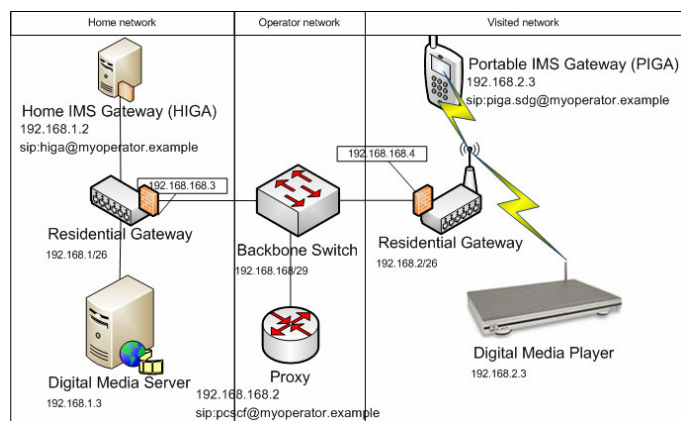 Home network
Operator network
Visited network
Home IMS Gateway (HIGA)
192.168.1.2
sip:higa@myoperator.example
Portable IMS Gateway (PIGA)
192.168.2.3
sip:piga.sdg@myoperator.example
192.168.168.3
192.168.168.4
Residential Gateway
192.168.1/26
Backbone Switch
192.168.168/29
Residential Gateway
192.168.2/26
Digital Media Server
192.168.1.3
Proxy
192.168.168.2
sip:pcscf@myoperator.example
Digital Media Player
192.168.2.3